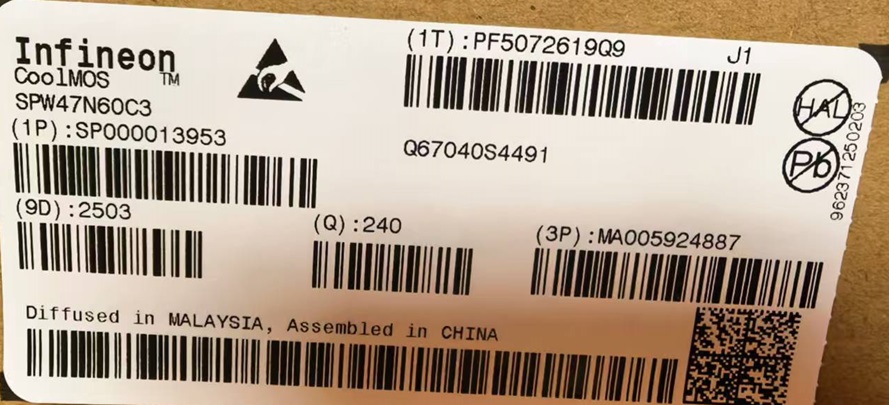 Infineon
CoolMOS ™
SPW47N60C3
(1P):SP000013953
(9D):2503
(1T):PF5072619Q9
J1
Q67040S4491
(Q):240
(3P):MA005924887
HAL
Pb
962371250203
Diffused in MALAYSIA, Assembled in CHINA